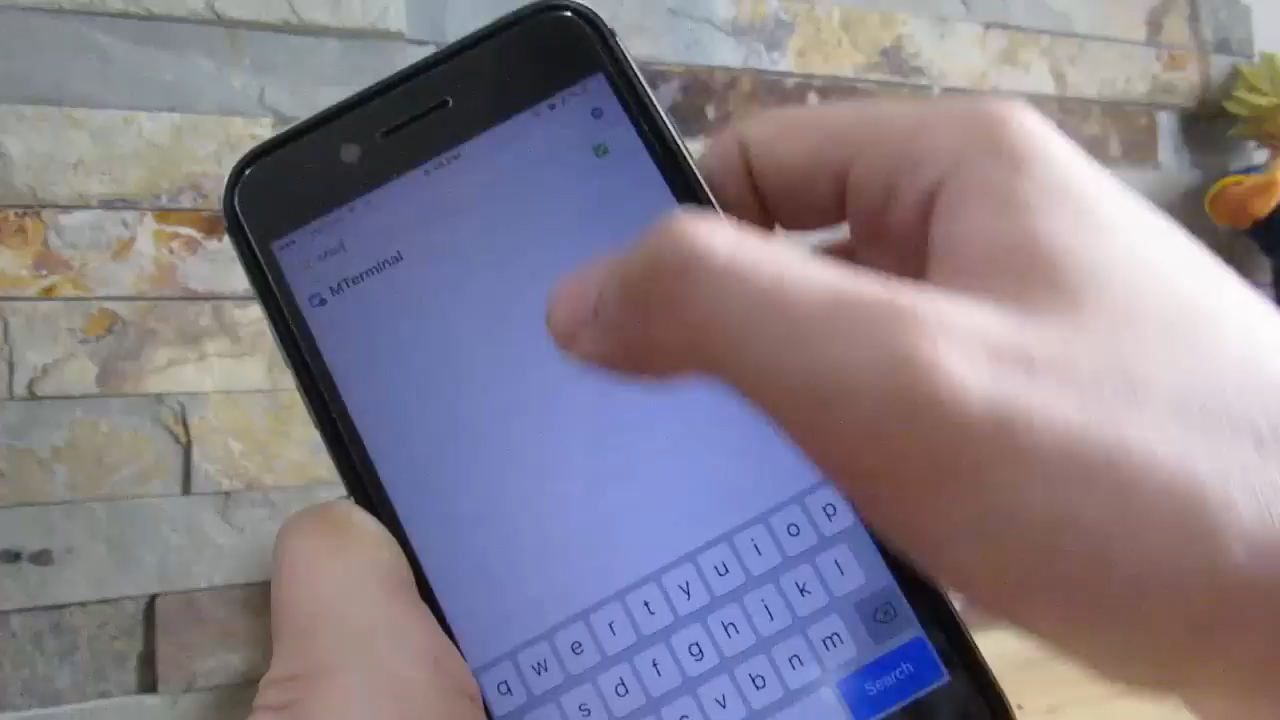 MTerminal
q w e r t y u i o p
s d f g h j k l
v b n m
Search